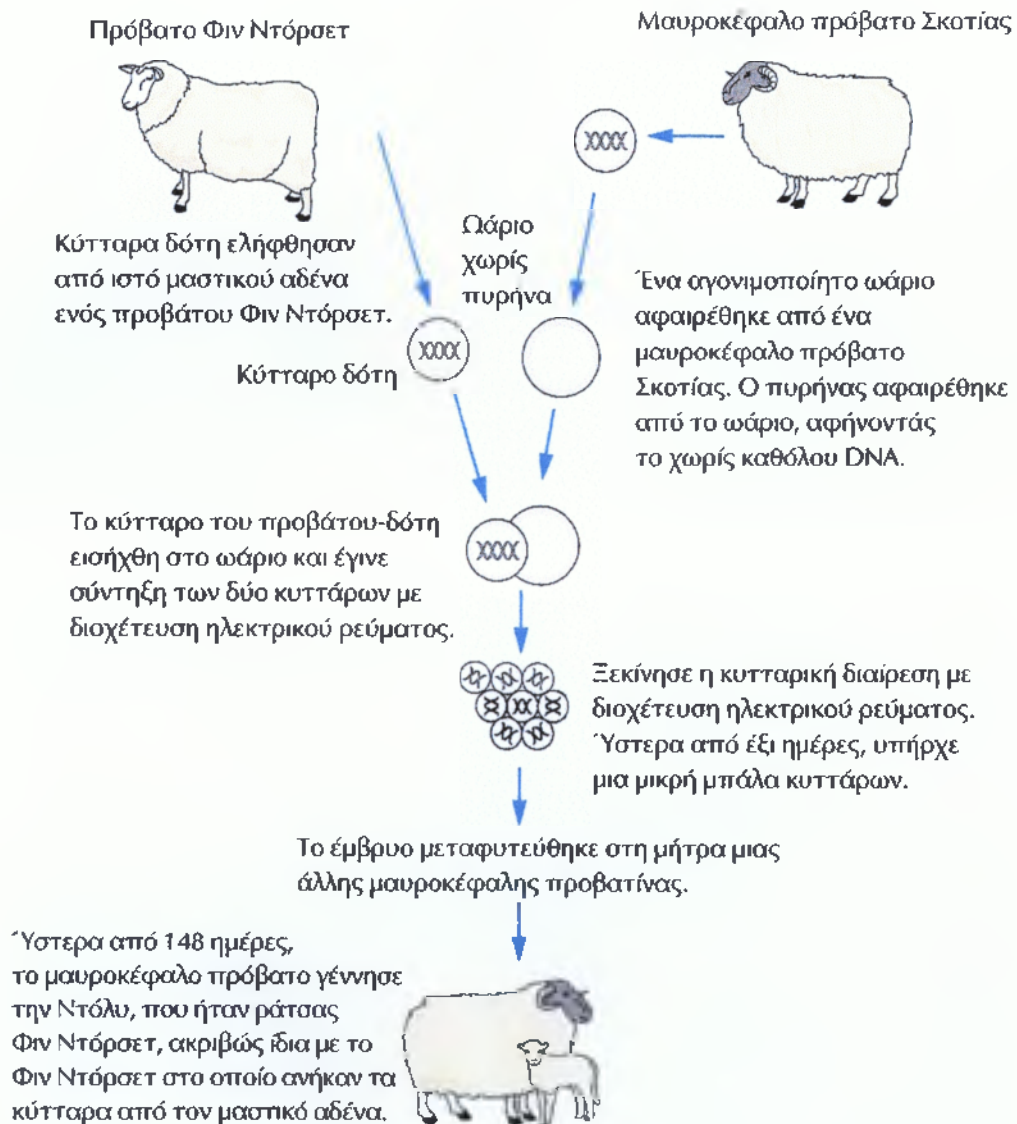 Πρόβατο Φιν Ντόρσετ
Μαυροκέφαλο πρόβατο Σκοτίας
Κύτταρα δότη ελήφθησαν
από ιστό μαστικού αδένα
ενός προβάτου Φιν Ντόρσετ.
Ωάριο
χωρίς
πυρήνα
Ένα αγονιμοποίητο ωάριο
αφαιρέθηκε από ένα
μαυροκέφαλο πρόβατο
Σκοτίας. Ο πυρήνας αφαιρέθηκε
από το ωάριο, αφήνοντάς
το χωρίς καθόλου DNA.
Κύτταρο δότη
Το κύτταρο του προβάτου-δότη
εισήχθη στο ωάριο και έγινε
σύντηξη των δύο κυττάρων με
διοχέτευση ηλεκτρικού ρεύματος.
Ξεκίνησε η κυτταρική διαίρεση με
διοχέτευση ηλεκτρικού ρεύματος.
Ύστερα από έξι ημέρες, υπήρχε
μια μικρή μπάλα κυττάρων.
Το έμβρυο μεταφυτεύθηκε στη μήτρα μιας
άλλης μαυροκέφαλης προβατίνας.
Ύστερα από 148 ημέρες,
το μαυροκέφαλο πρόβατο γέννησε
την Ντόλυ, που ήταν ράτσας
Φιν Ντόρσετ, ακριβώς ίδια με το
Φιν Ντόρσετ στο οποίο ανήκαν τα
κύτταρα από τον μαστικό αδένα.